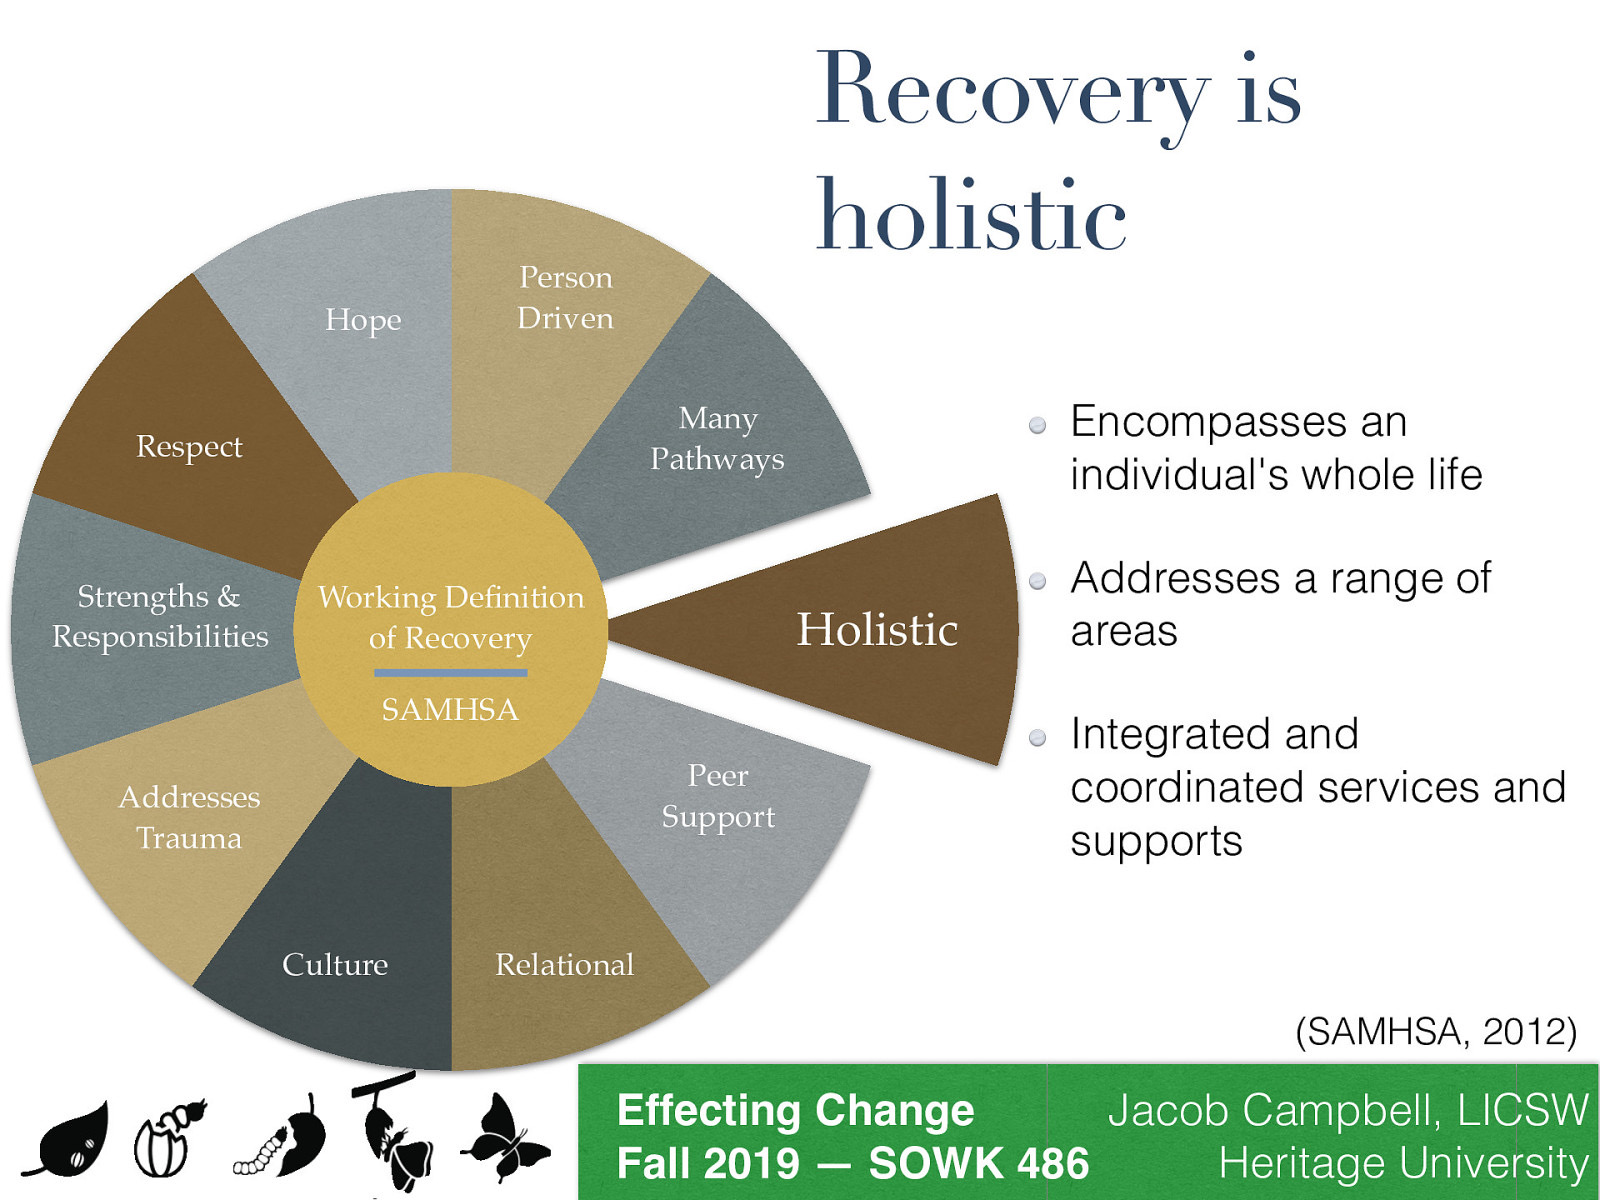 Recovery is
holistic
Hope
Person
Driven
Many
Pathways
Holistic
Peer
Support
Relational
Culture
Addresses
Trauma
Strengths &
Responsibilities
Respect
Working Definition
of Recovery
SAMHSA
Encompasses an
individual's whole life
Addresses a range of
areas
Integrated and
coordinated services and
supports
(SAMHSA, 2012)
Effecting Change
Fall 2019 — SOWK 486
Jacob Campbell, LICSW
Heritage University